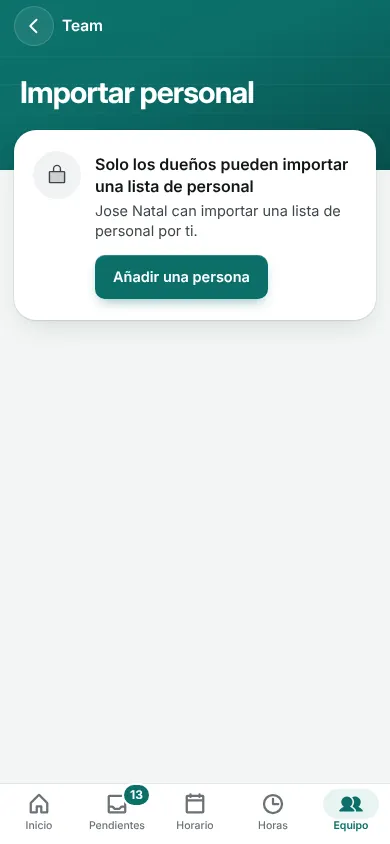 Team
Importar personal
Solo los dueños pueden importar
una lista de personal
Jose Natal can importar una lista de
personal por ti.
Añadir una persona
13
Inicio
Pendientes
Horario
Horas
Equipo